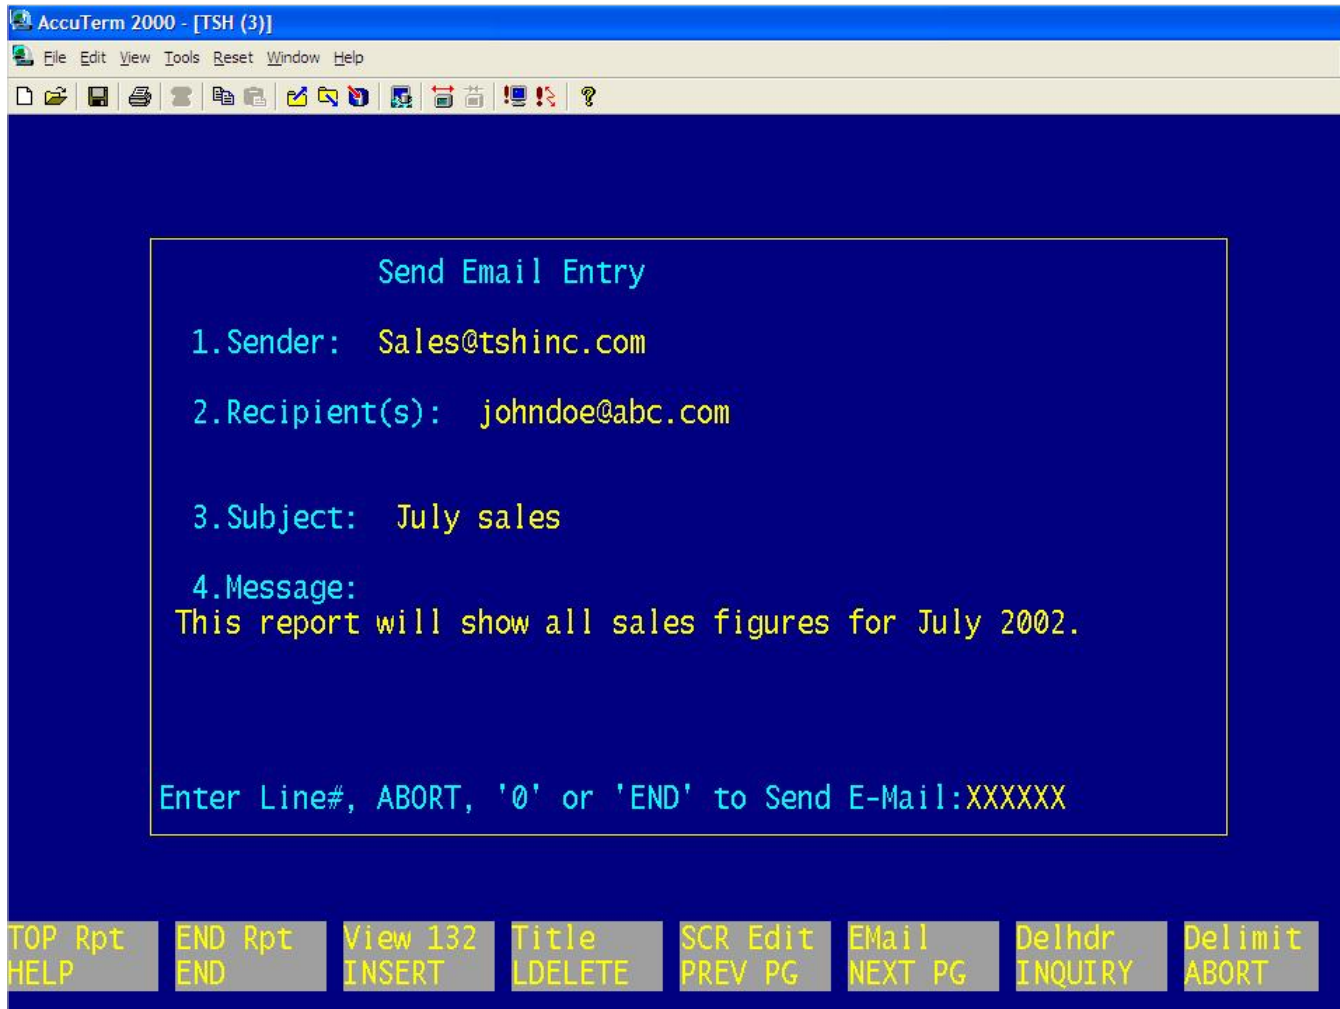 AccuTerm 2000 - [TSH (3)]
File Edit View Tools Reset Window Help
Send Email Entry
1.Sender: Sales@tshinc.com
2.Recipient(s): johndoe@abc.com
3.Subject: July sales
4.Message:
This report will show all sales figures for July 2002.
Enter Line#, ABORT, '0' or 'END' to Send E-Mail:XXXXXX
TOP Rpt END Rpt View 132 Title SCR Edit EMail Delhdr Delimit
HELP END INSERT LDELETE PREV PG NEXT PG INQUIRY ABORT